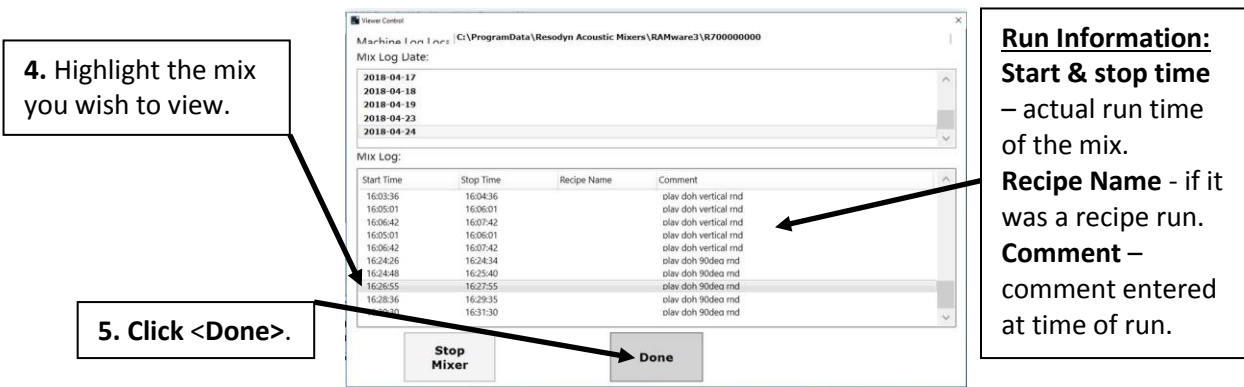 Viewer Control
Machine Log Loca C:\ProgramData\Resodyn Acoustic Mixers\RAMware3\R700000000
Mix Log Date:
2018-04-17
2018-04-18
2018-04-19
2018-04-23
2018-04-24
Mix Log:
Start Time Stop Time Recipe Name Comment
16:03:36 16:04:36 play doh vertical rnd
16:05:01 16:06:01 play doh vertical rnd
16:06:42 16:07:42 play doh vertical rnd
16:05:01 16:06:01 play doh vertical rnd
16:06:42 16:07:42 play doh vertical rnd
16:24:26 16:24:34 play doh 90deg rnd
16:24:48 16:25:40 play doh 90deg rnd
16:26:55 16:27:55 play doh 90deg rnd
16:28:36 16:29:35 play doh 90deg rnd
16:31:30 play doh 90deg rnd
Stop
Mixer
Done
4. Highlight the mix
you wish to view.
5. Click <Done>.
Run Information:
Start & stop time
– actual run time
of the mix.
Recipe Name - if it
was a recipe run.
Comment –
comment entered
at time of run.